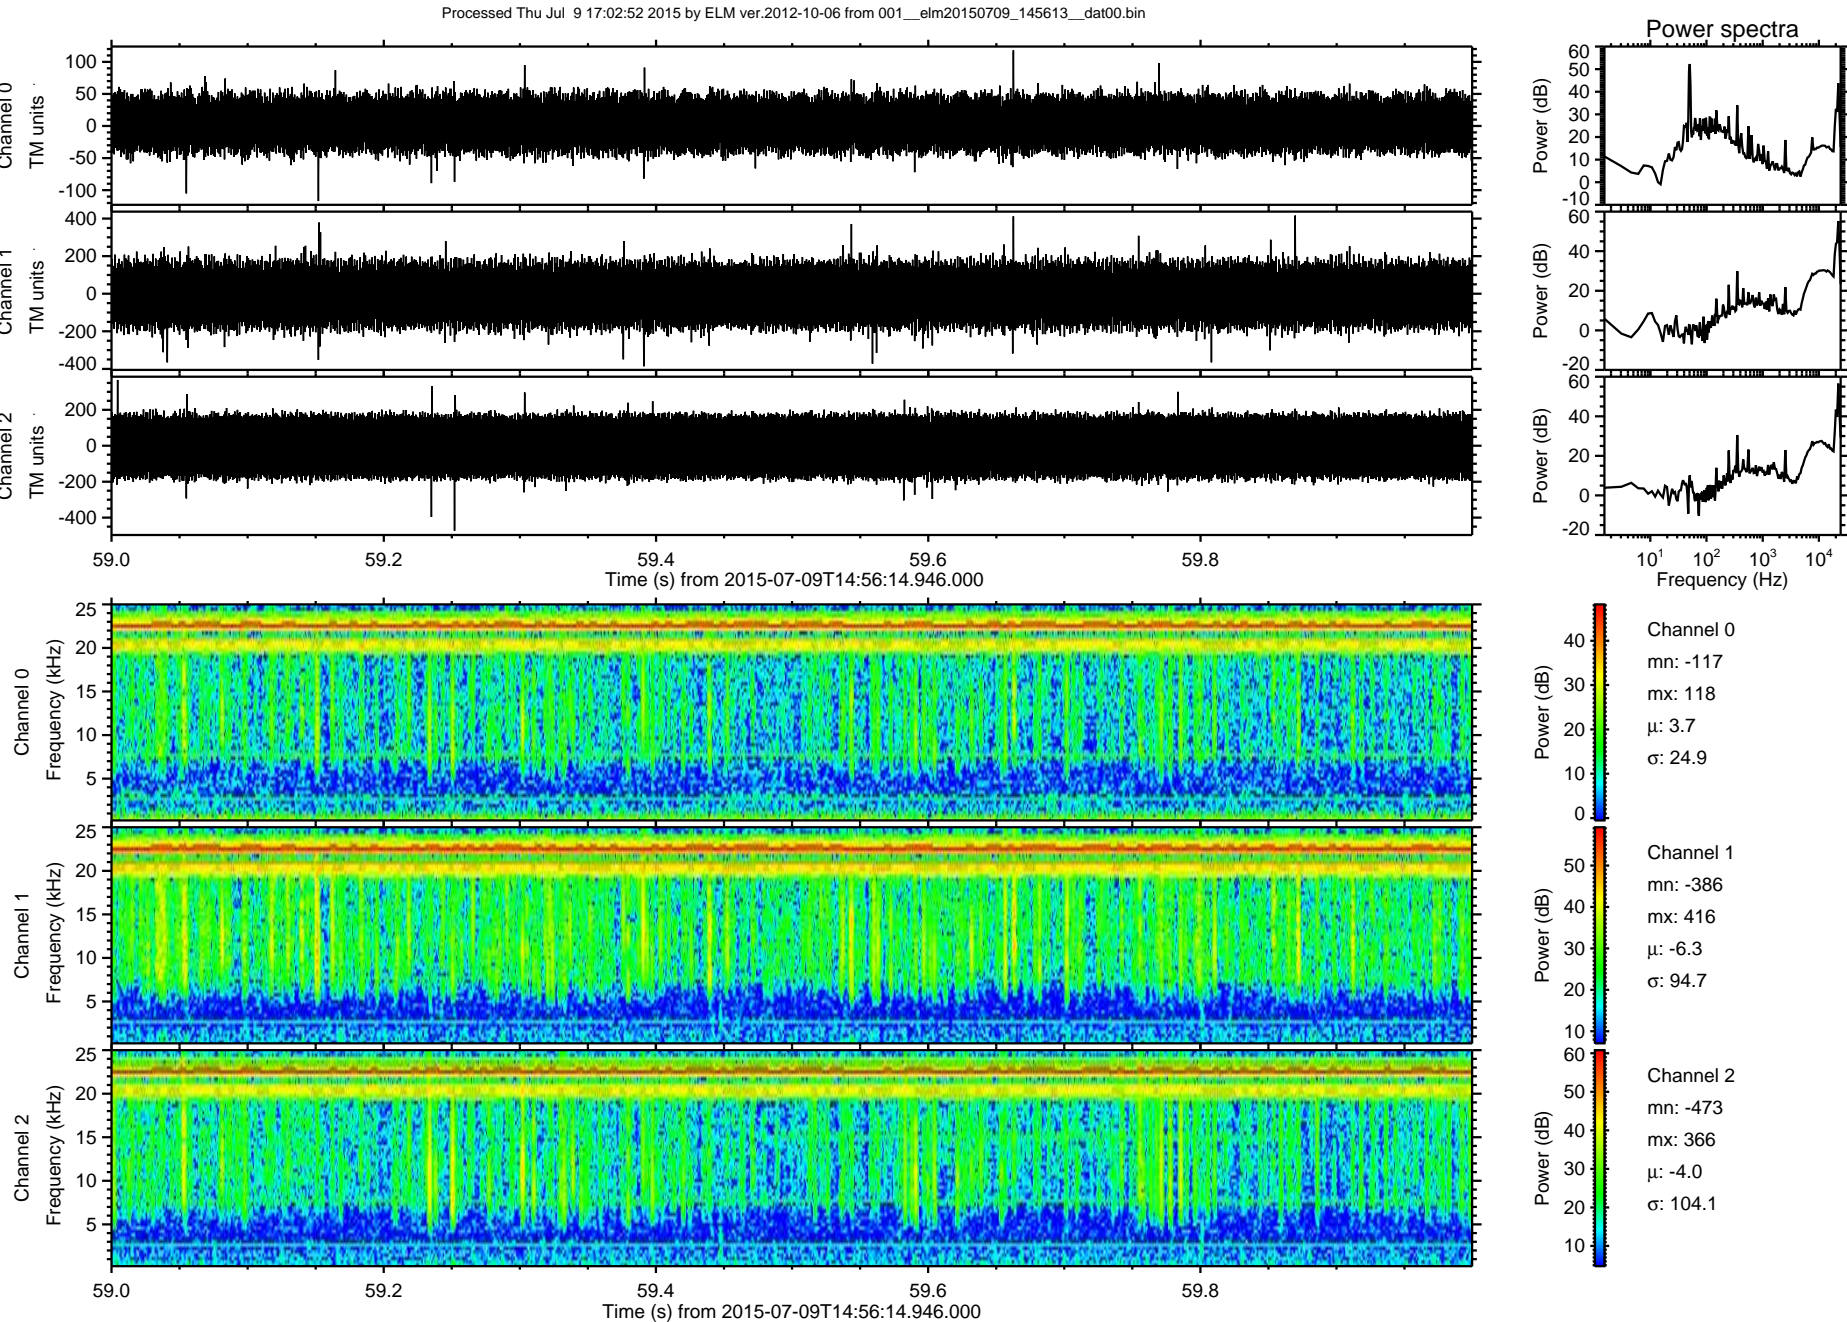 Processed Thu Jul  9 17:02:52 2015 by ELM ver.2012-10-06 from 001__elm20150709_145613__dat00.bin
Power spectra
Channel 0
TM units
100
50
0
-50
-100
Power (dB)
60
50
40
30
20
10
0
-10
Channel 1
TM units
400
200
0
-200
-400
Power (dB)
60
40
20
0
-20
Channel 2
TM units
200
0
-200
-400
Power (dB)
60
40
20
0
-20
59.0 59.2 59.4 59.6 59.8
Time (s) from 2015-07-09T14:56:14.946.000
10¹ 10² 10³ 10⁴
Frequency (Hz)
Channel 0
Frequency (kHz)
25
20
15
10
5
Power (dB)
40
30
20
10
0
Channel 0
mn: -117
mx: 118
μ: 3.7
σ: 24.9
Channel 1
Frequency (kHz)
25
20
15
10
5
Power (dB)
50
40
30
20
10
Channel 1
mn: -386
mx: 416
μ: -6.3
σ: 94.7
Channel 2
Frequency (kHz)
25
20
15
10
5
Power (dB)
60
50
40
30
20
10
Channel 2
mn: -473
mx: 366
μ: -4.0
σ: 104.1
59.0 59.2 59.4 59.6 59.8
Time (s) from 2015-07-09T14:56:14.946.000